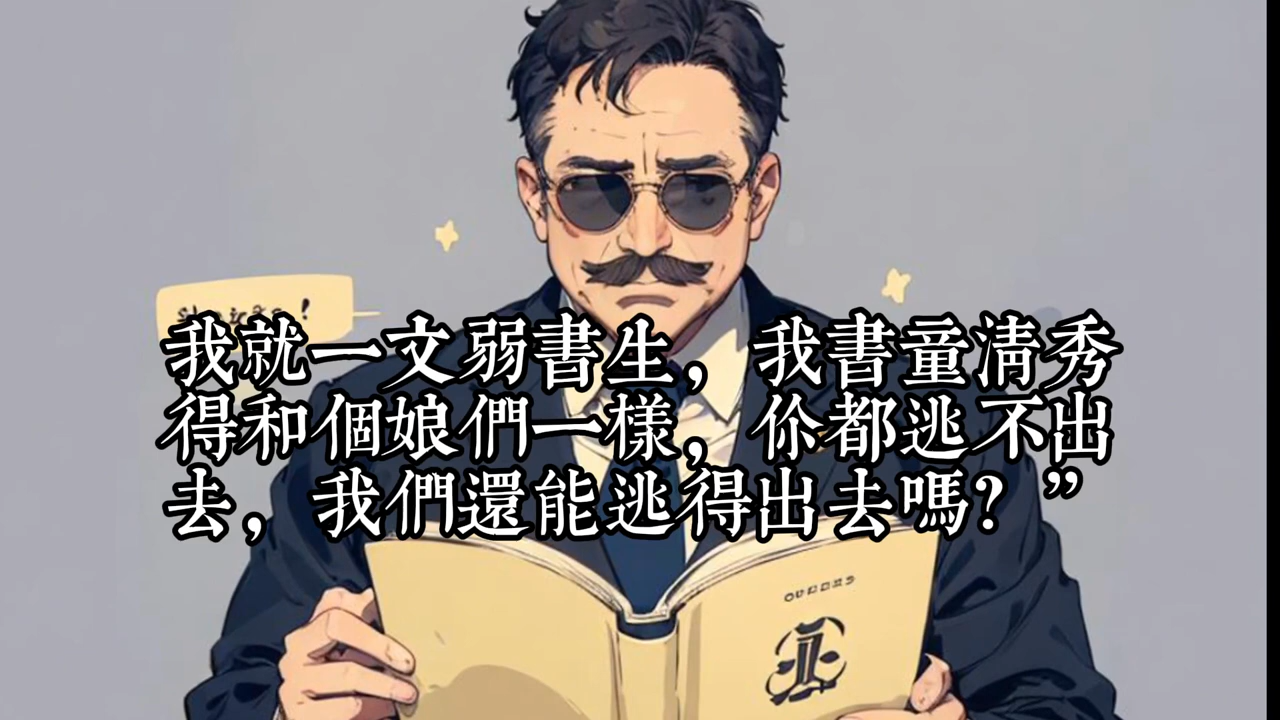 我就一文弱書生，我書童清秀
得和個娘們一樣，你都逃不出
去，我們還能逃得出去嗎？”